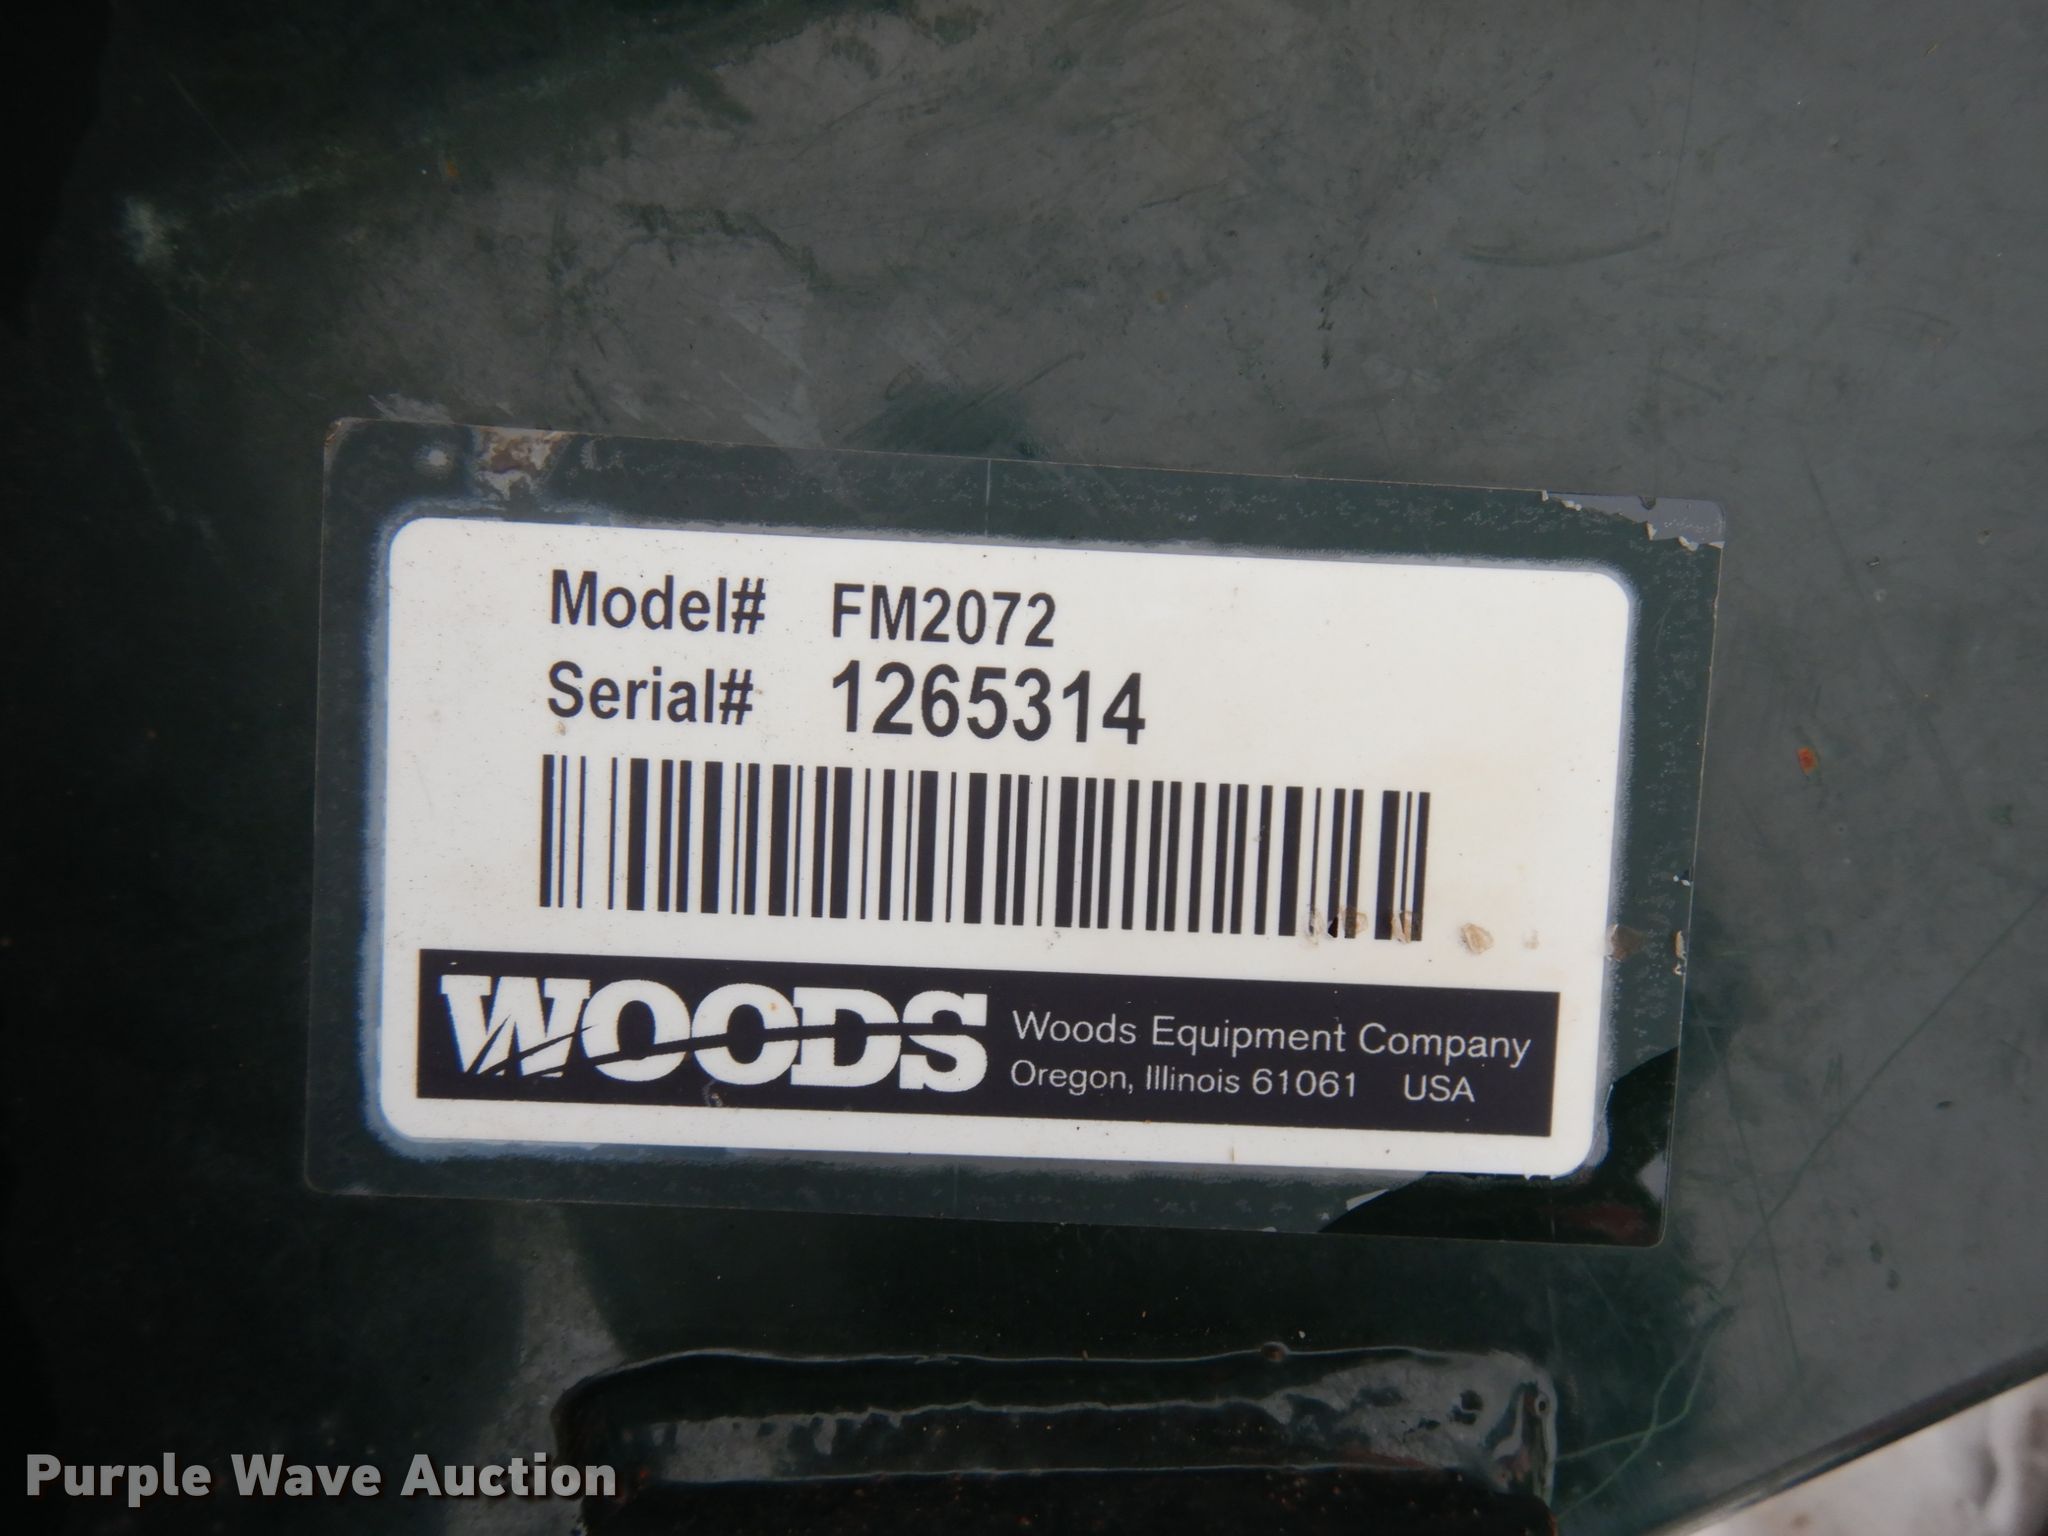 Model# FM2072
Serial# 1265314
WOODS
Woods Equipment Company
Oregon, Illinois 61061 USA
Purple Wave Auction